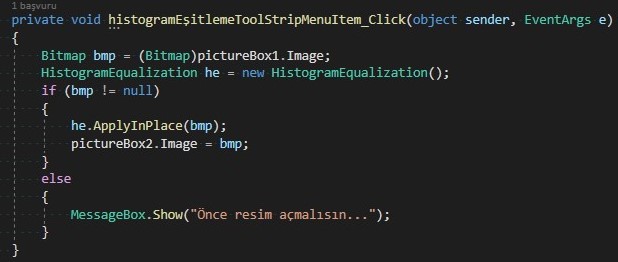 1 başvuru
private void histogramEşitlemeToolStripMenuItem_Click(object sender, EventArgs e)
{
Bitmap bmp = (Bitmap)pictureBox1.Image;
HistogramEqualization he = new HistogramEqualization();
if (bmp != null)
{
he.ApplyInPlace(bmp);
pictureBox2.Image = bmp;
}
else
{
MessageBox.Show("Önce resim açmalısın...");
}
}